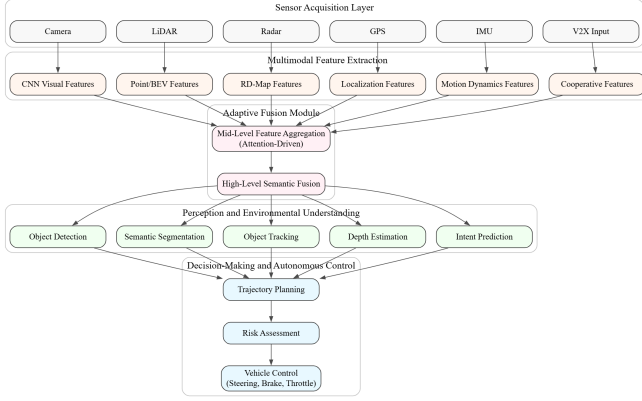 Sensor Acquisition Layer
Camera
LiDAR
Radar
GPS
IMU
V2X Input
Multimodal Feature Extraction
CNN Visual Features
Point/BEV Features
RD-Map Features
Localization Features
Motion Dynamics Features
Cooperative Features
Adaptive Fusion Module
Mid-Level Feature Aggregation
(Attention-Driven)
High-Level Semantic Fusion
Perception and Environmental Understanding
Object Detection
Semantic Segmentation
Object Tracking
Depth Estimation
Intent Prediction
Decision-Making and Autonomous Control
Trajectory Planning
Risk Assessment
Vehicle Control
(Steering, Brake, Throttle)